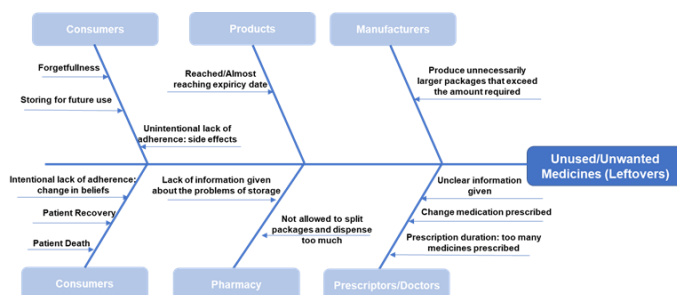 Consumers
Products
Manufacturers
Forgetfullness
Storing for future use
Unintentional lack of
adherence: side effects
Reached/Almost
reaching expiricy date
Produce unnecessarily
larger packages that exceed
the amount required
Unused/Unwanted
Medicines (Leftovers)
Intentional lack of adherence:
change in beliefs
Patient Recovery
Patient Death
Lack of information given
about the problems of storage
Not allowed to split
packages and dispense
too much
Unclear information
given
Change medication prescribed
Prescription duration: too many
medicines prescribed
Consumers
Pharmacy
Prescriptors/Doctors